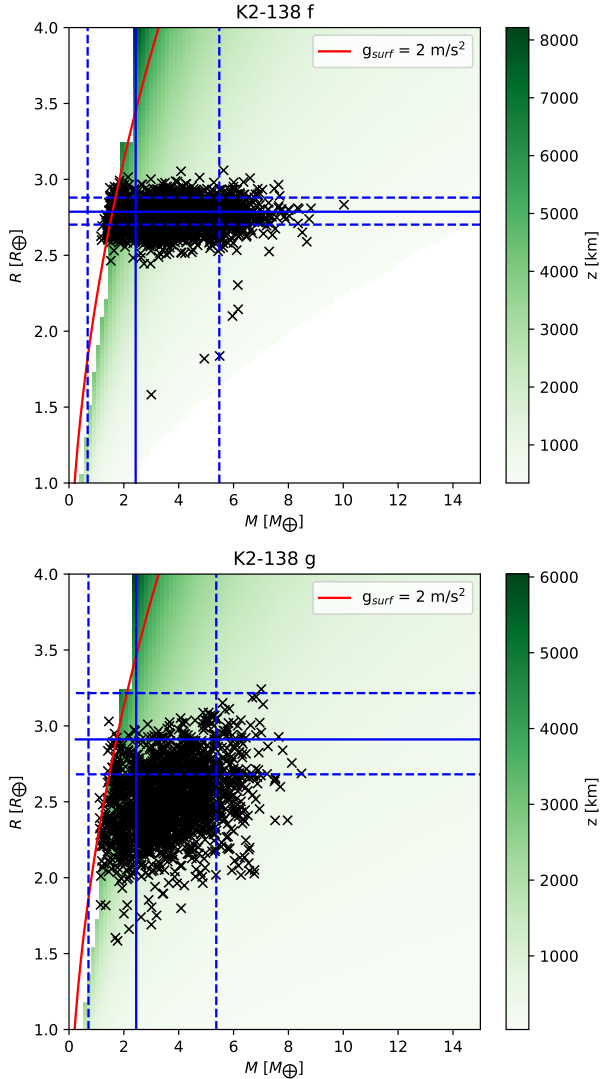 K2-138 f
4.0
3.5
3.0
2.5
2.0
1.5
1.0
R [R⊕]
0 2 4 6 8 10 12 14
M [M⊕]
g_surf = 2 m/s²
8000
7000
6000
5000
4000
3000
2000
1000
z [km]
K2-138 g
4.0
3.5
3.0
2.5
2.0
1.5
1.0
R [R⊕]
0 2 4 6 8 10 12 14
M [M⊕]
g_surf = 2 m/s²
6000
5000
4000
3000
2000
1000
z [km]